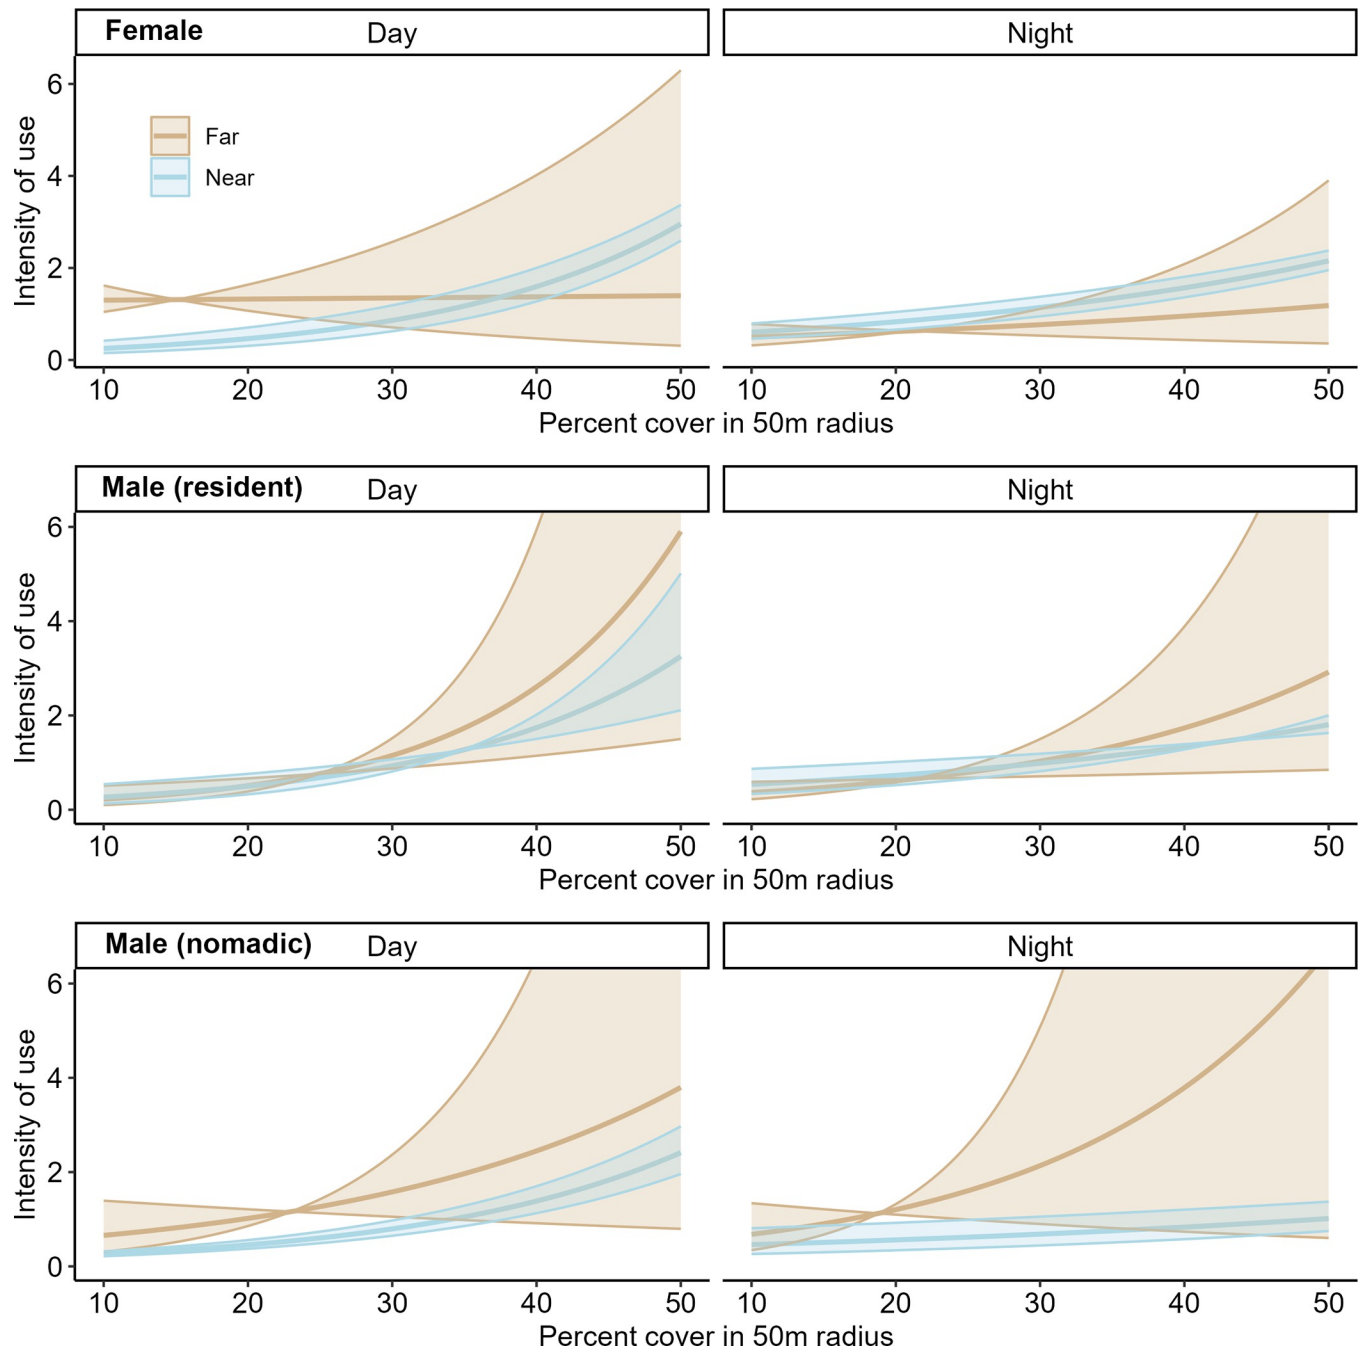 Female Day Night
6
4
2
0
Intensity of use
Far
Near
10 20 30 40 50 10 20 30 40 50
Percent cover in 50m radius
Male (resident) Day Night
6
4
2
0
Intensity of use
10 20 30 40 50 10 20 30 40 50
Percent cover in 50m radius
Male (nomadic) Day Night
6
4
2
0
Intensity of use
10 20 30 40 50 10 20 30 40 50
Percent cover in 50m radius